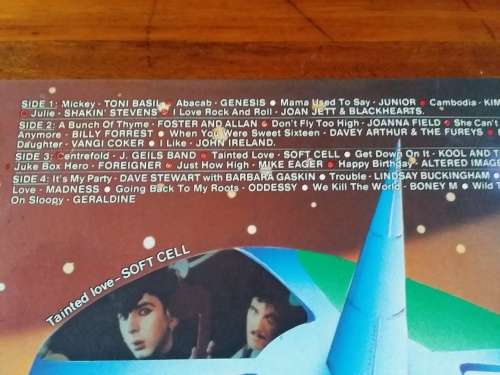 SIDE 1: Mickey - TONI BASIL Abacab - GENESIS ● Mama Used To Say - JUNIOR ● Cambodia - KIM
● Julie - SHAKIN' STEVENS ● I Love Rock And Roll - JOAN JETT & BLACKHEARTS.
SIDE 2: A Bunch Of Thyme - FOSTER AND ALLAN ● Don't Fly Too High - JOANNA FIELD ● She Can't
Anymore - BILLY FORREST ● When You Were Sweet Sixteen - DAVEY ARTHUR & THE FUREYS ●
Daughter - VANGI COKER ● I Like - JOHN IRELAND.
SIDE 3: Centrefold - J. GEILS BAND ● Tainted Love - SOFT CELL ● Get Down On It - KOOL AND T
Juke Box Hero - FOREIGNER ● Just How High - MIKE EAGER ● Happy Birthday - ALTERED IMAG
SIDE 4: It's My Party - DAVE STEWART with BARBARA GASKIN ● Trouble - LINDSAY BUCKINGHAM ●
Love - MADNESS ● Going Back To My Roots - ODDESSY ● We Kill The World - BONEY M ● Wild T
On Sloopy - GERALDINE
Tainted love - SOFT CELL